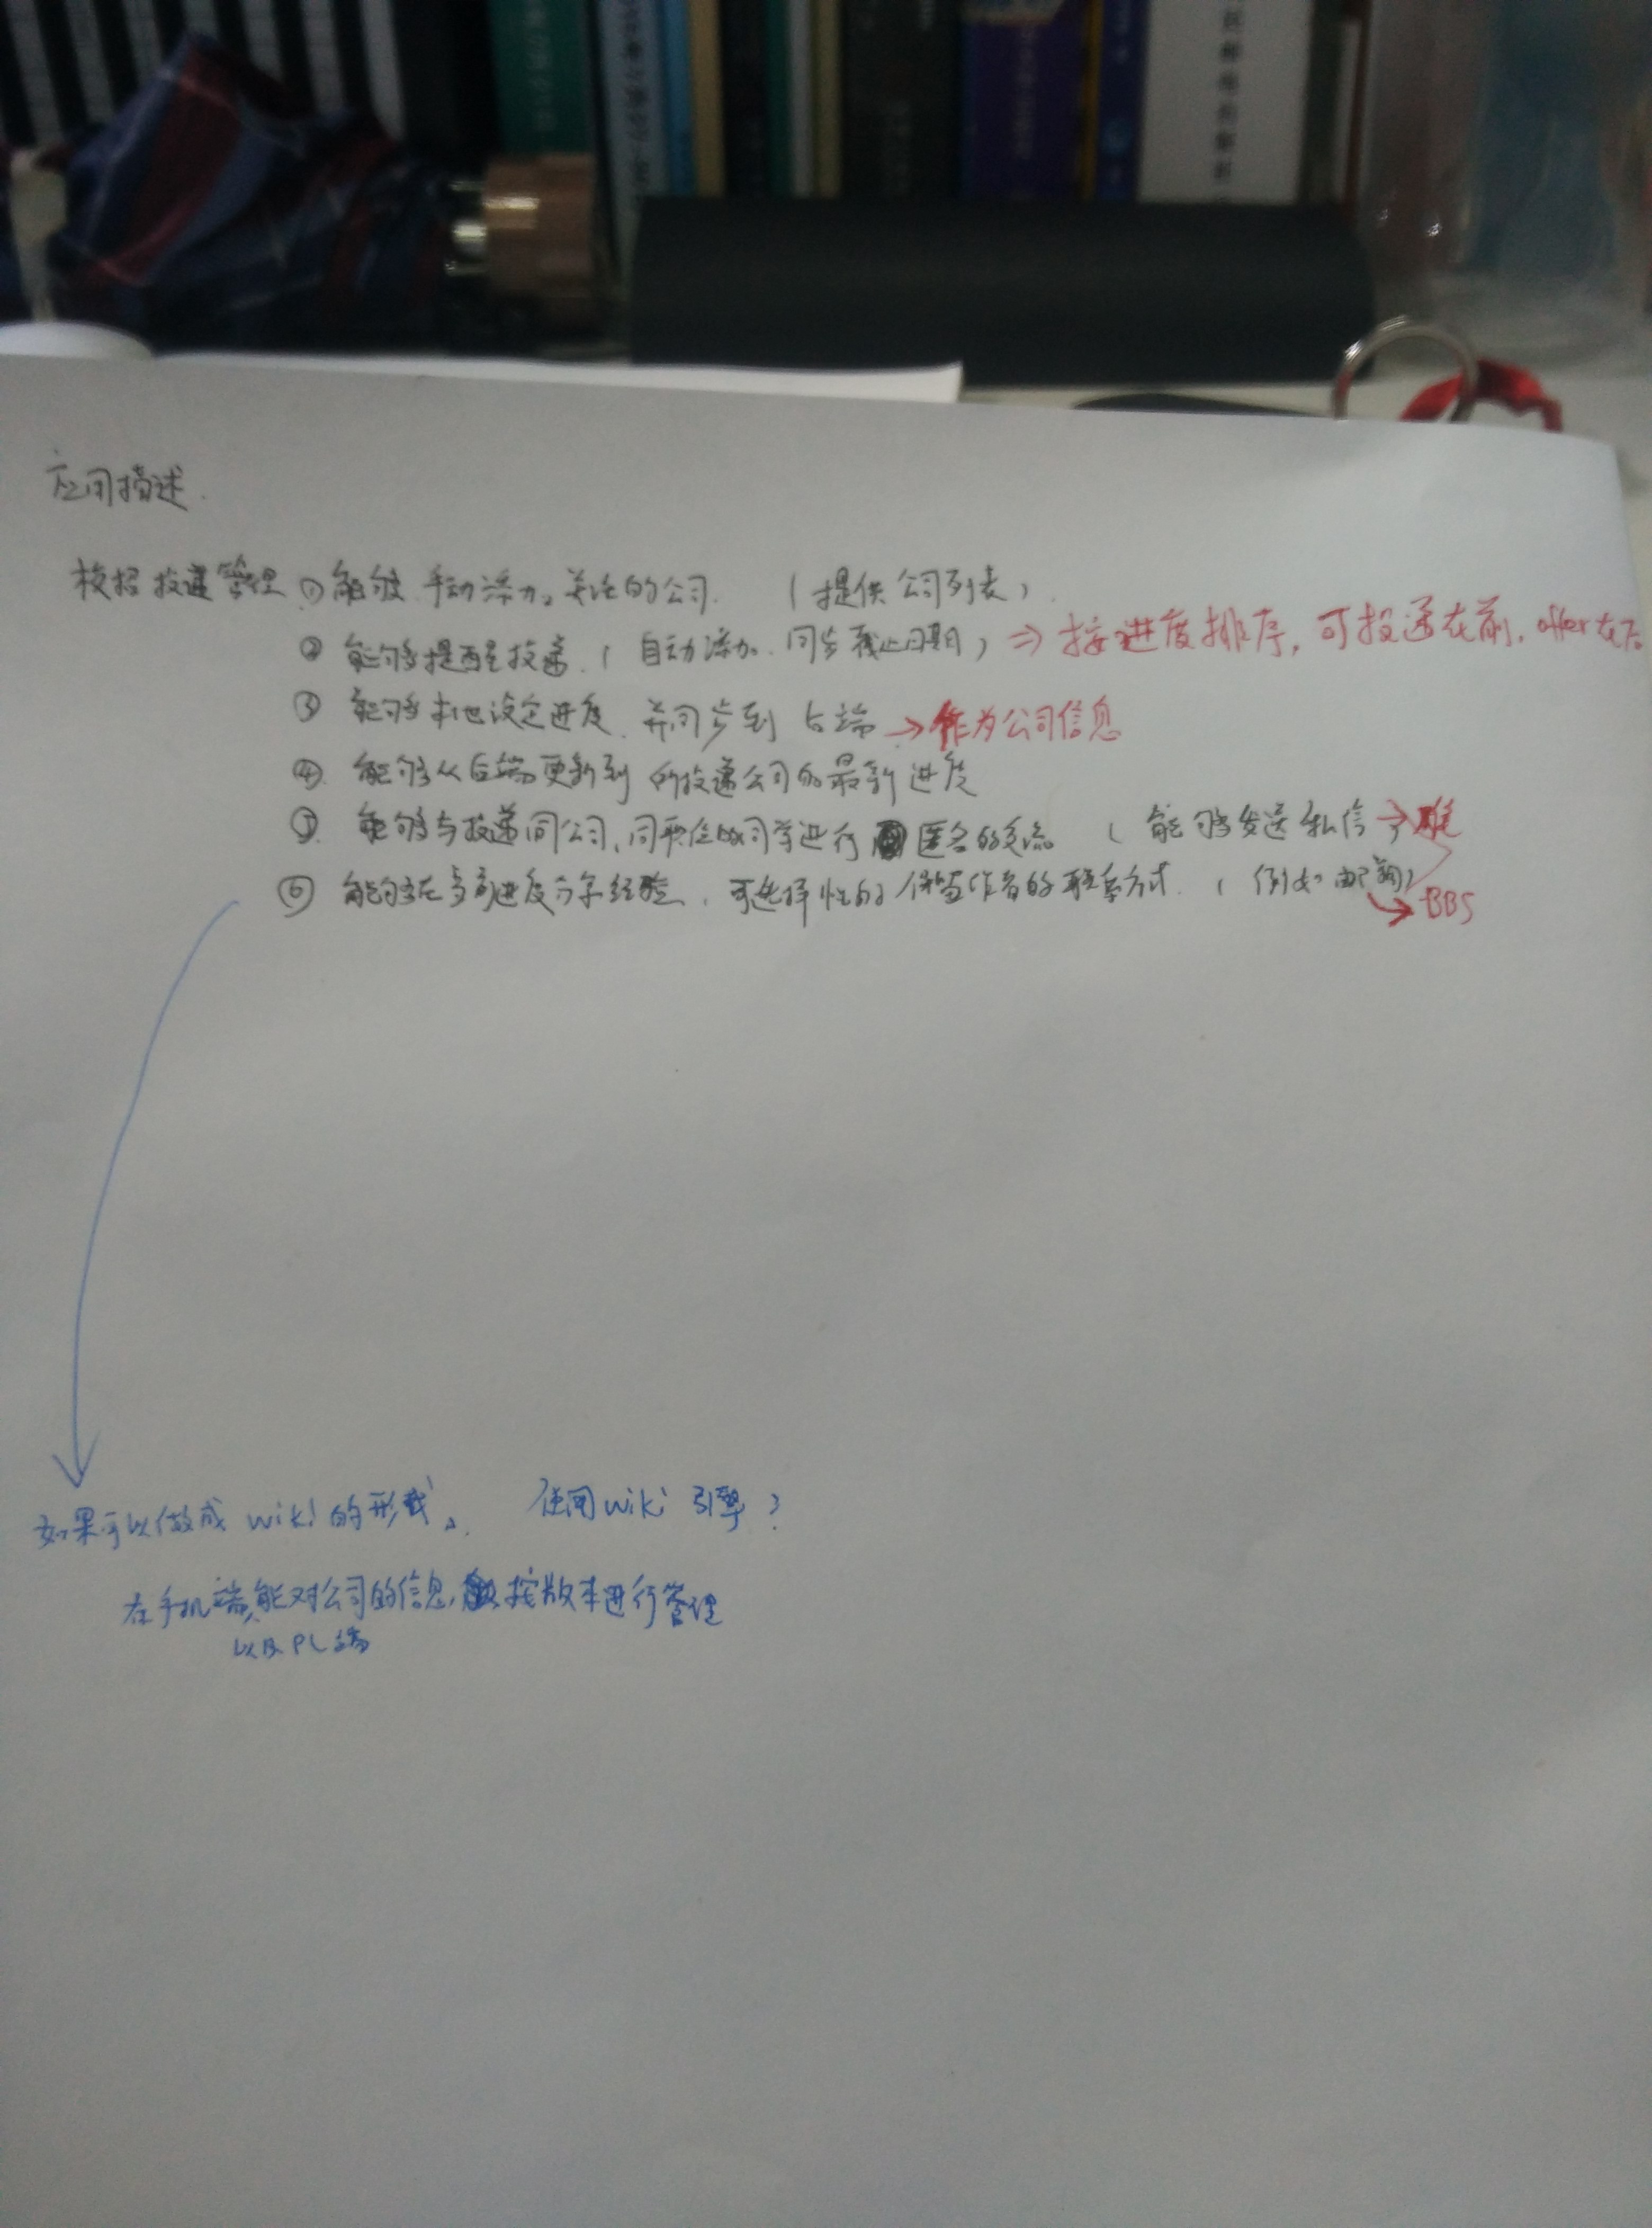 应用描述.
校招投递管理 ① 能够 手动添加 关注的公司. (提供公司列表).
② 能够提醒投递. (自动添加. 同步截止日期) ⇒ 按进度排序, 可投递在前, offer在后
③ 能够本地设定进度. 并同步到 后端 → 作为公司信息
④. 能够从后端更新到 所投递公司的最新进度
⑤. 能够与投递同公司、同职位的同学进行 匿名的交流 (能够发送私信) → 难
⑥ 能够在当前进度分享经验. 可选择性的保留作者的联系方式. (例如 邮箱) → BBS
如果可以做成 wiki 的形式。 使用wiki 引擎?
在手机端,能对公司的信息, 按版本进行管理
以及PC端